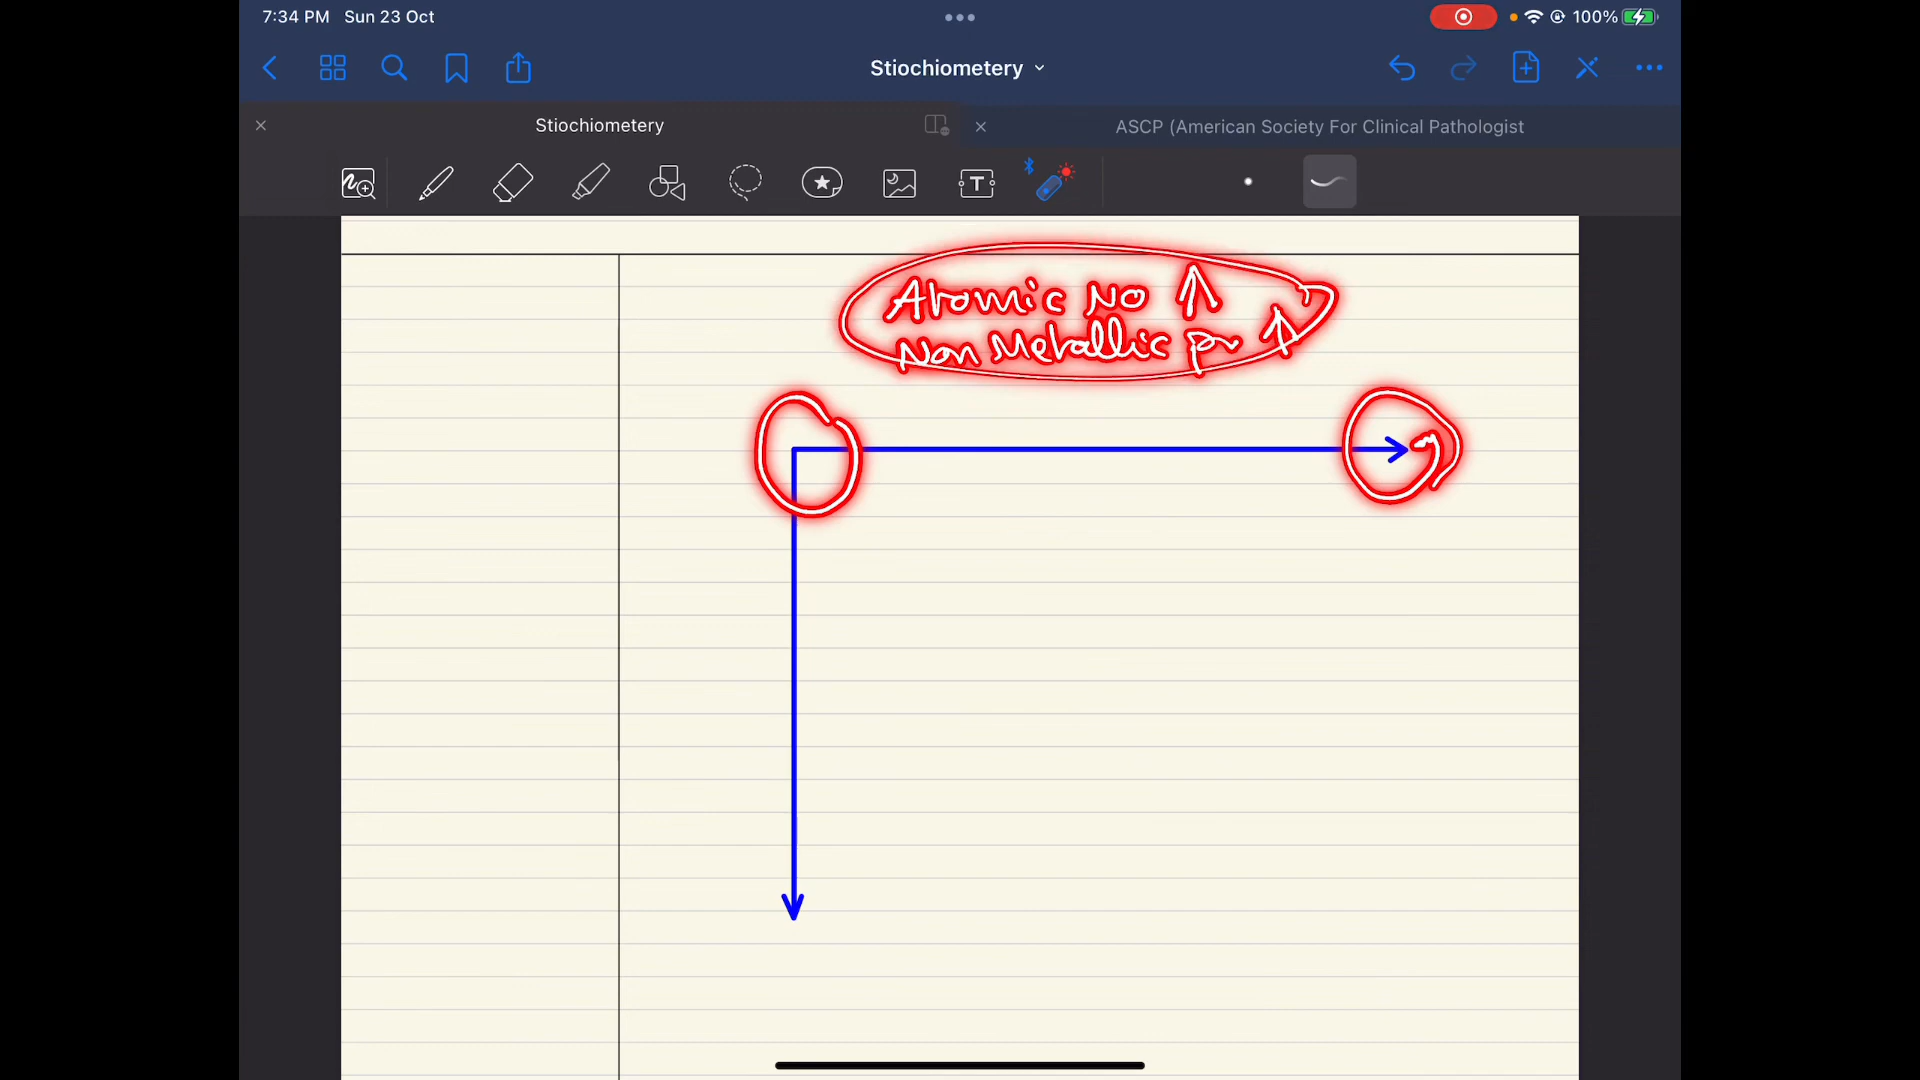 7:34 PM Sun 23 Oct
100%
Stiochiometery
Stiochiometery
ASCP (American Society For Clinical Pathologist
T
Atomic No ↑
Non Metallic pr ↑